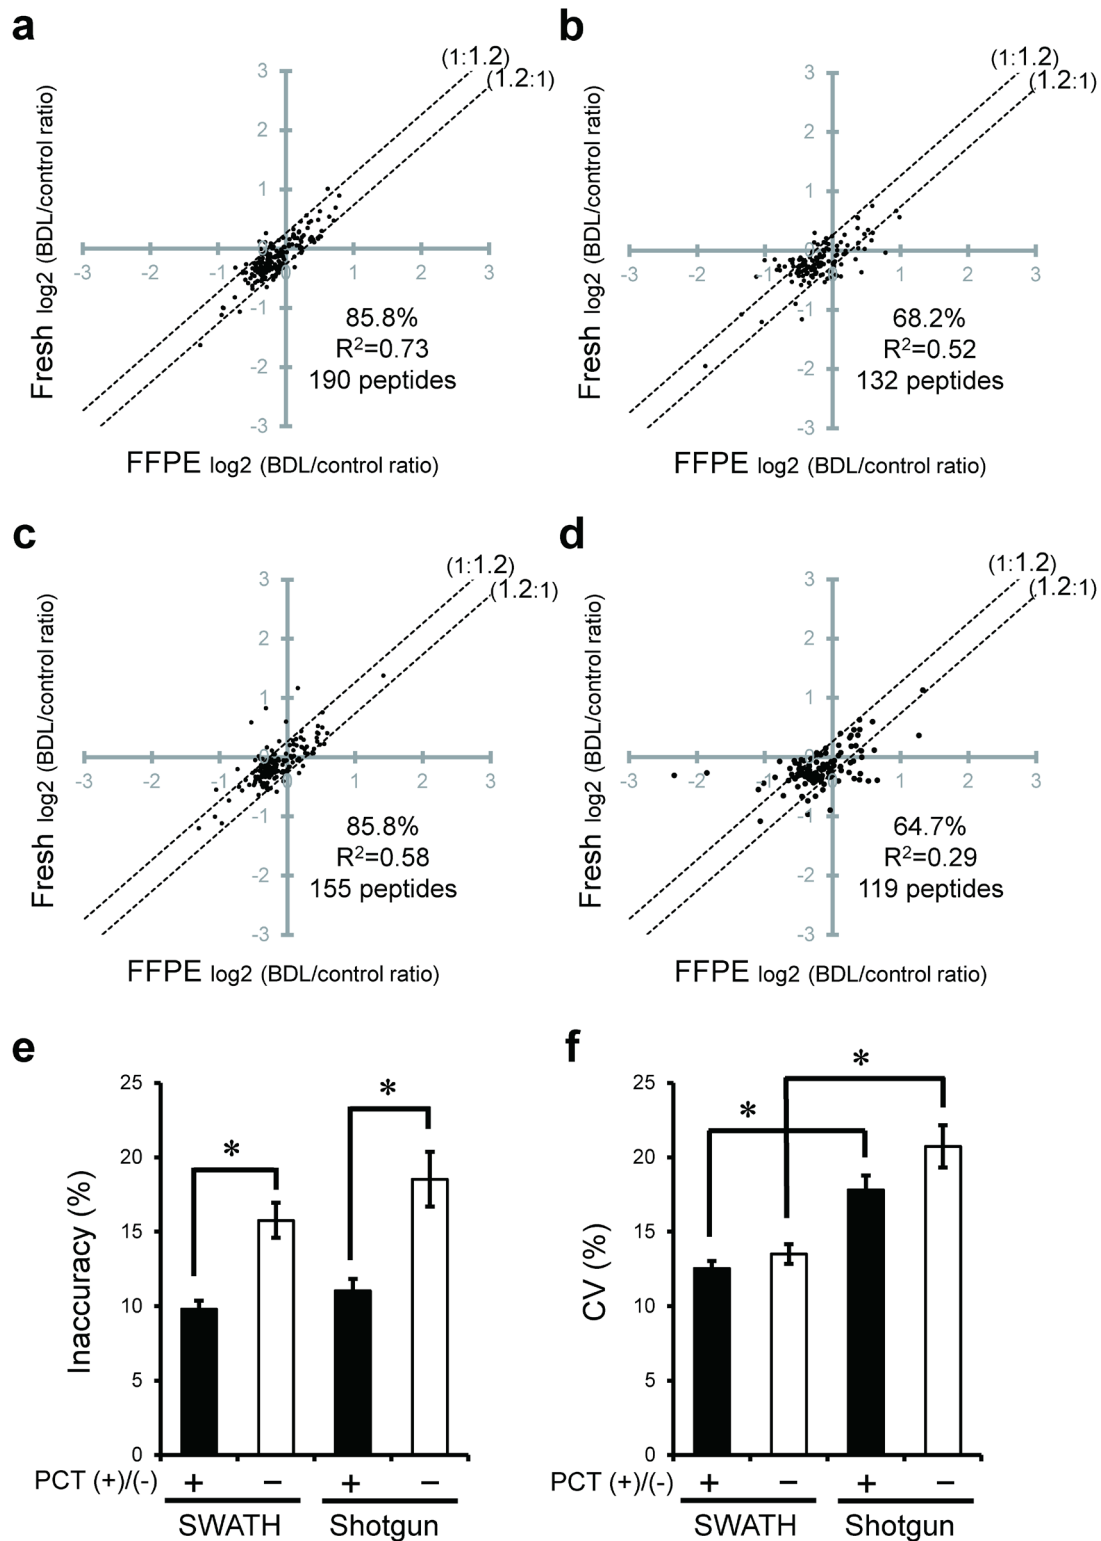 a
(1:1.2)
(1.2:1)
3
2
1
0
-3 -2 -1 0 1 2 3
-1
-2
-3
85.8%
R²=0.73
190 peptides
Fresh log2 (BDL/control ratio)
FFPE log2 (BDL/control ratio)
b
(1:1.2)
(1.2:1)
3
2
1
0
-3 -2 -1 0 1 2 3
-1
-2
-3
68.2%
R²=0.52
132 peptides
Fresh log2 (BDL/control ratio)
FFPE log2 (BDL/control ratio)
c
(1:1.2)
(1.2:1)
3
2
1
0
-3 -2 -1 0 1 2 3
-1
-2
-3
85.8%
R²=0.58
155 peptides
Fresh log2 (BDL/control ratio)
FFPE log2 (BDL/control ratio)
d
(1:1.2)
(1.2:1)
3
2
1
0
-3 -2 -1 0 1 2 3
-1
-2
-3
64.7%
R²=0.29
119 peptides
Fresh log2 (BDL/control ratio)
FFPE log2 (BDL/control ratio)
e
25
20
15
10
5
0
Inaccuracy (%)
*
*
PCT (+)/(-) + − + −
SWATH Shotgun
f
25
20
15
10
5
0
CV (%)
*
*
PCT (+)/(-) + − + −
SWATH Shotgun